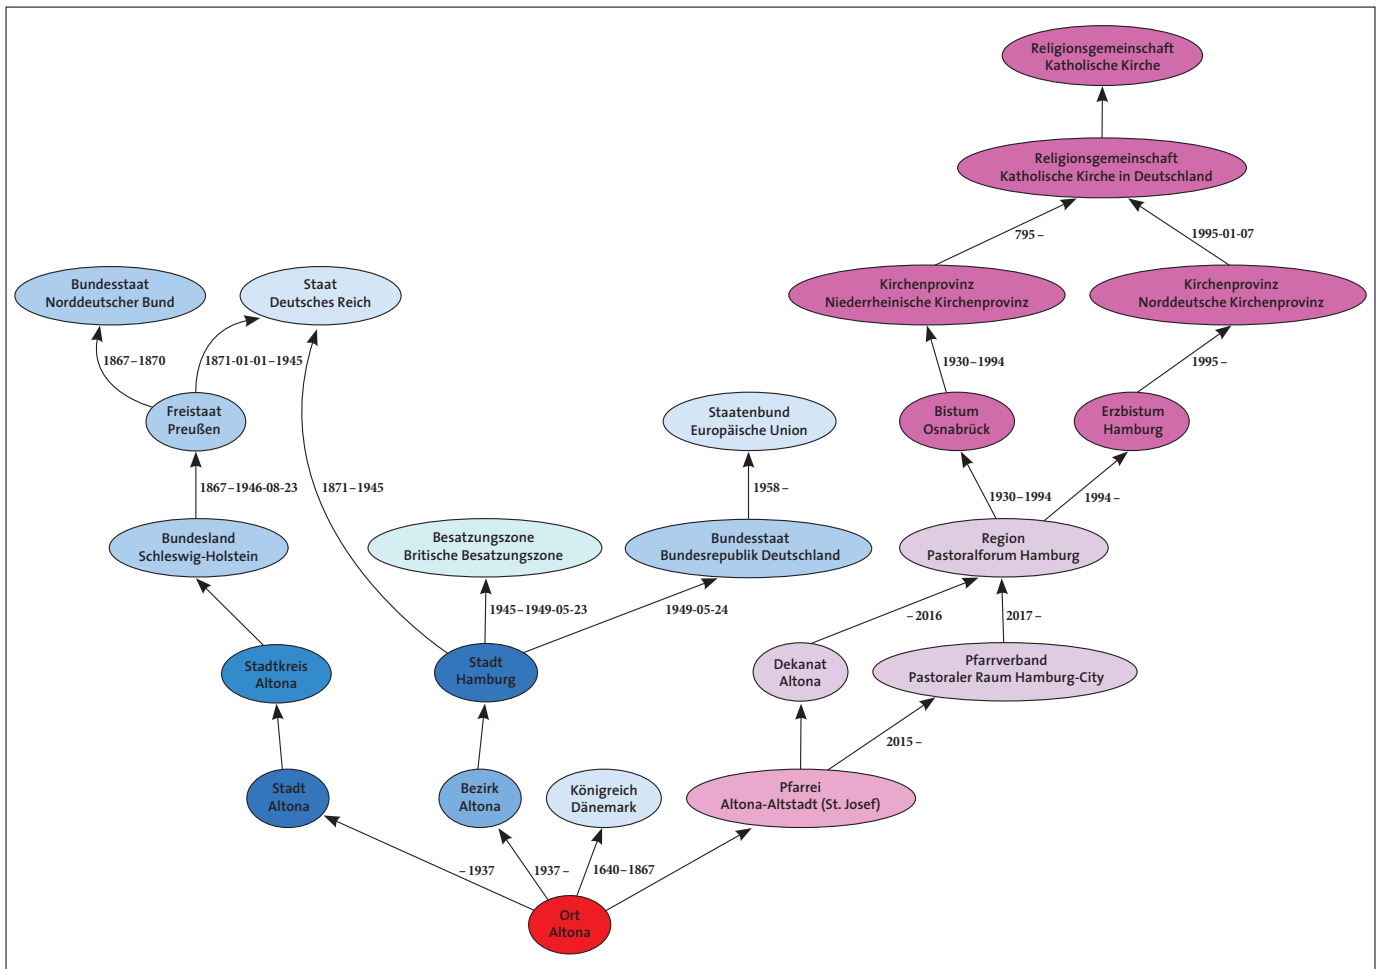 Religionsgemeinschaft
Katholische Kirche
Religionsgemeinschaft
Katholische Kirche in Deutschland
795 –
1995-01-07
Bundesstaat
Norddeutscher Bund
Staat
Deutsches Reich
Kirchenprovinz
Niederrheinische Kirchenprovinz
Kirchenprovinz
Norddeutsche Kirchenprovinz
1867–1870
1871-01-01–1945
1930–1994
1995 –
Freistaat
Preußen
Staatenbund
Europäische Union
Bistum
Osnabrück
Erzbistum
Hamburg
1867–1946-08-23
1871–1945
1958 –
1930–1994
1994 –
Bundesland
Schleswig-Holstein
Besatzungszone
Britische Besatzungszone
Bundesstaat
Bundesrepublik Deutschland
Region
Pastoralforum Hamburg
1945–1949-05-23
1949-05-24
– 2016
2017 –
Stadtkreis
Altona
Stadt
Hamburg
Dekanat
Altona
Pfarrverband
Pastoraler Raum Hamburg-City
2015 –
Stadt
Altona
Bezirk
Altona
Königreich
Dänemark
Pfarrei
Altona-Altstadt (St. Josef)
– 1937
1937 –
1640–1867
Ort
Altona